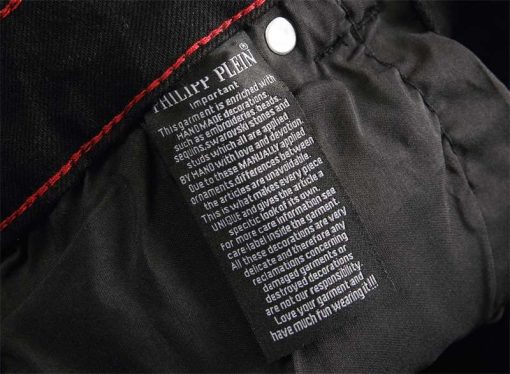 PHILIPP PLEIN®
Important
This garment is enriched with
HANDMADE decorations,
such as embroideries, beads,
sequins, Swarovski stones and
studs which all are applied
BY HAND with love and devotion.
Due to these MANUALLY applied
ornaments, differences between
the articles are unavoidable.
This is what makes every piece
UNIQUE and gives the article a
specific look of its own.
For more care information see
care label inside the garment.
All these decorations are very
delicate and therefore any
reclamations concerning
damaged garments or
destroyed decorations
are not our responsibility.
Love your garment and
have much fun wearing it!!!